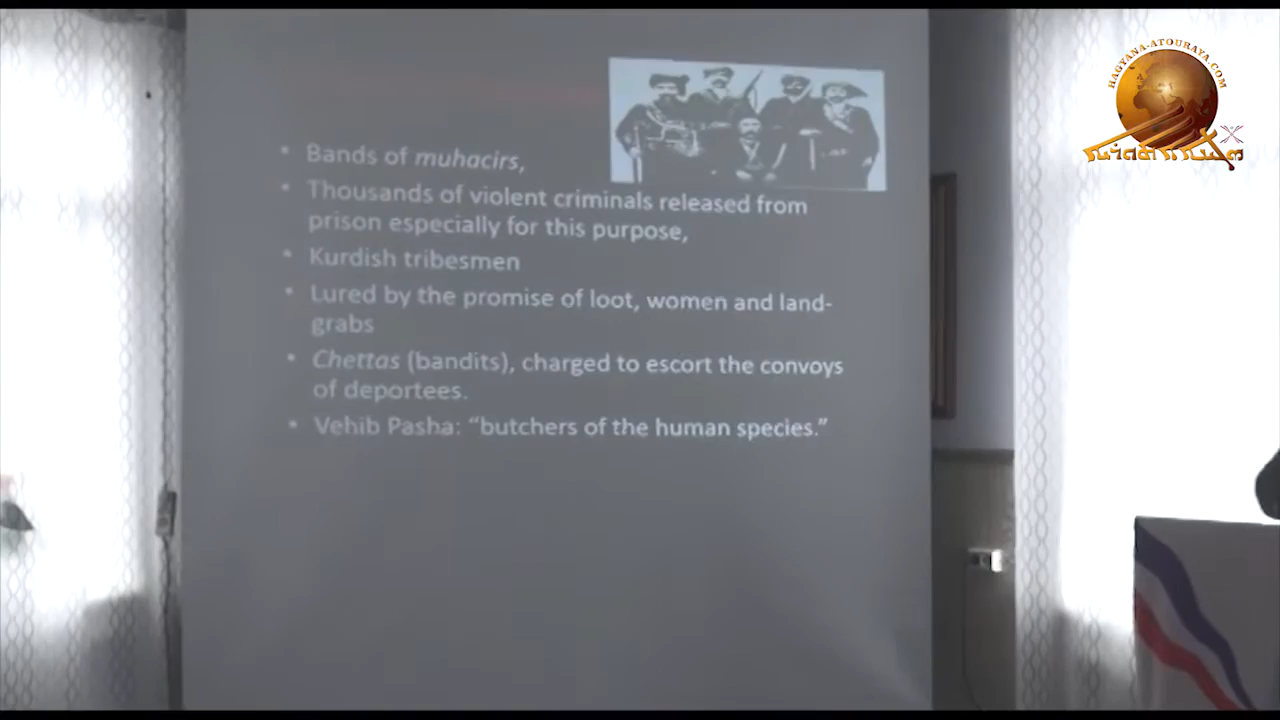 HAGYANA-ATOURAYA.COM
• Bands of muhacirs,
• Thousands of violent criminals released from
prison especially for this purpose,
• Kurdish tribesmen
• Lured by the promise of loot, women and land-
grabs
• Chettas (bandits), charged to escort the convoys
of deportees.
• Vehib Pasha: “butchers of the human species.”